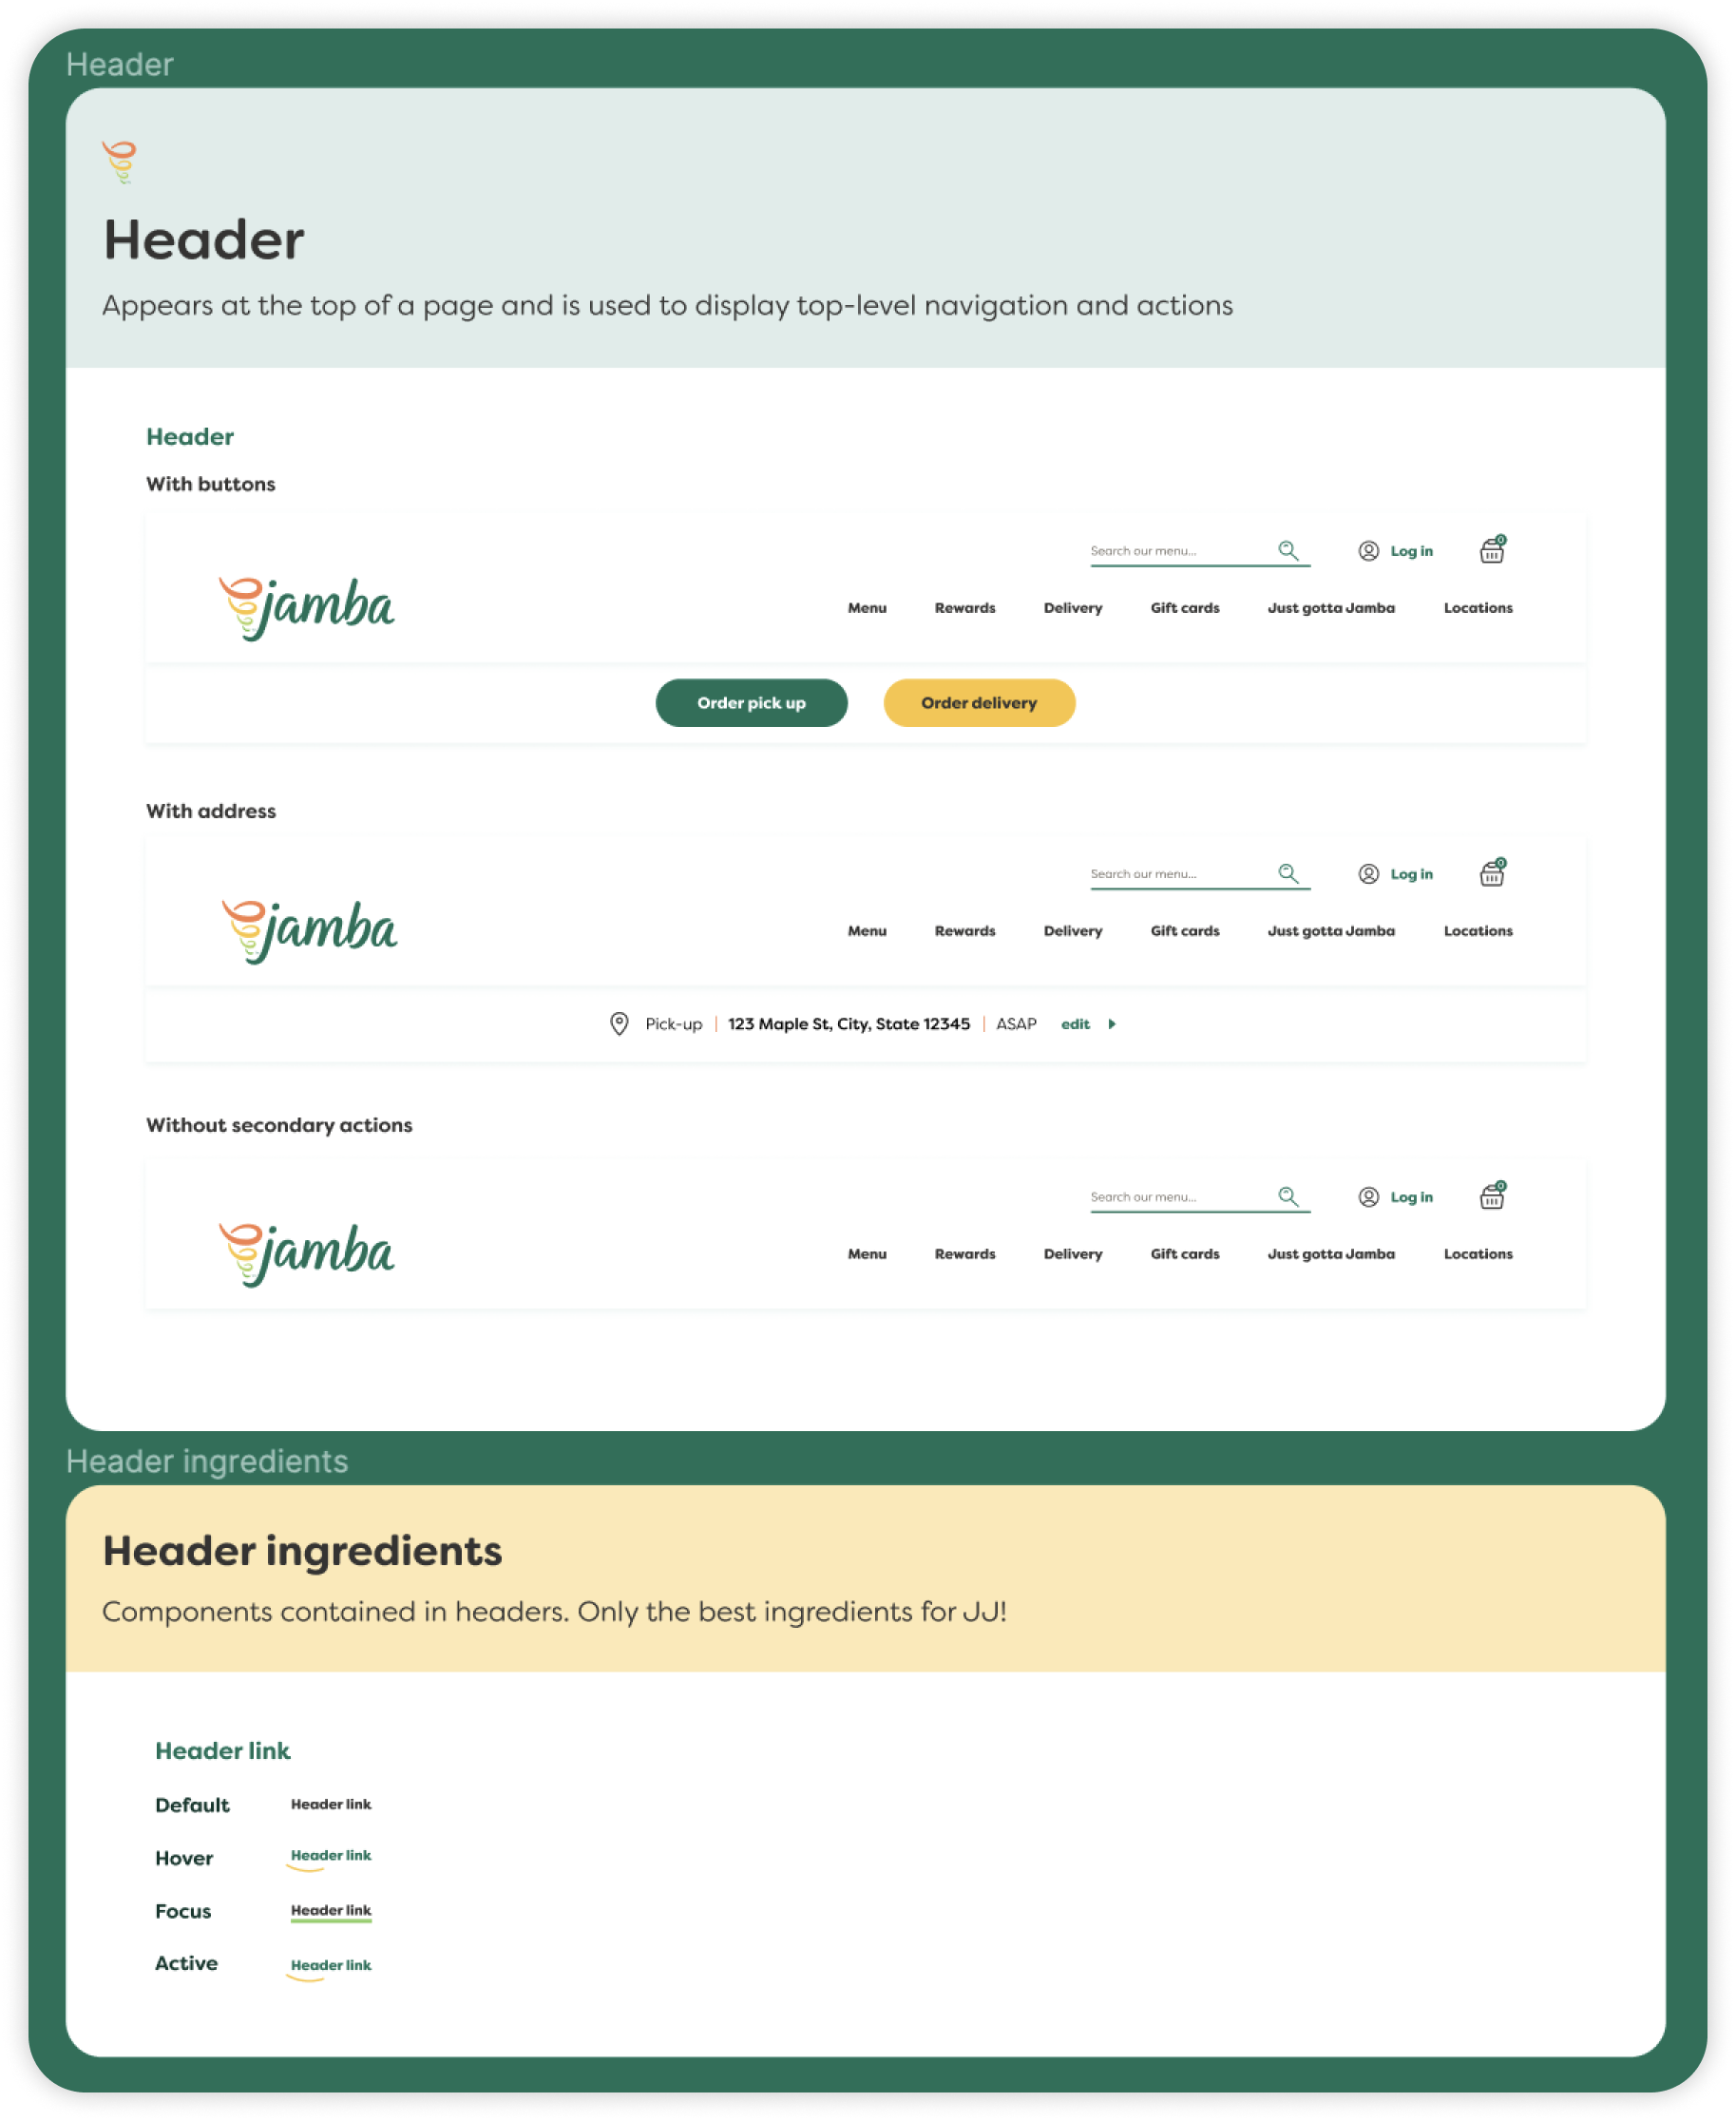 Header
Header
Appears at the top of a page and is used to display top-level navigation and actions
Header
With buttons
Search our menu...
Log in
0
jamba
Menu Rewards Delivery Gift cards Just gotta Jamba Locations
Order pick up Order delivery
With address
Search our menu...
Log in
0
jamba
Menu Rewards Delivery Gift cards Just gotta Jamba Locations
Pick-up | 123 Maple St, City, State 12345 | ASAP edit
Without secondary actions
Search our menu...
Log in
0
jamba
Menu Rewards Delivery Gift cards Just gotta Jamba Locations
Header ingredients
Header ingredients
Components contained in headers. Only the best ingredients for JJ!
Header link
Default Header link
Hover Header link
Focus Header link
Active Header link